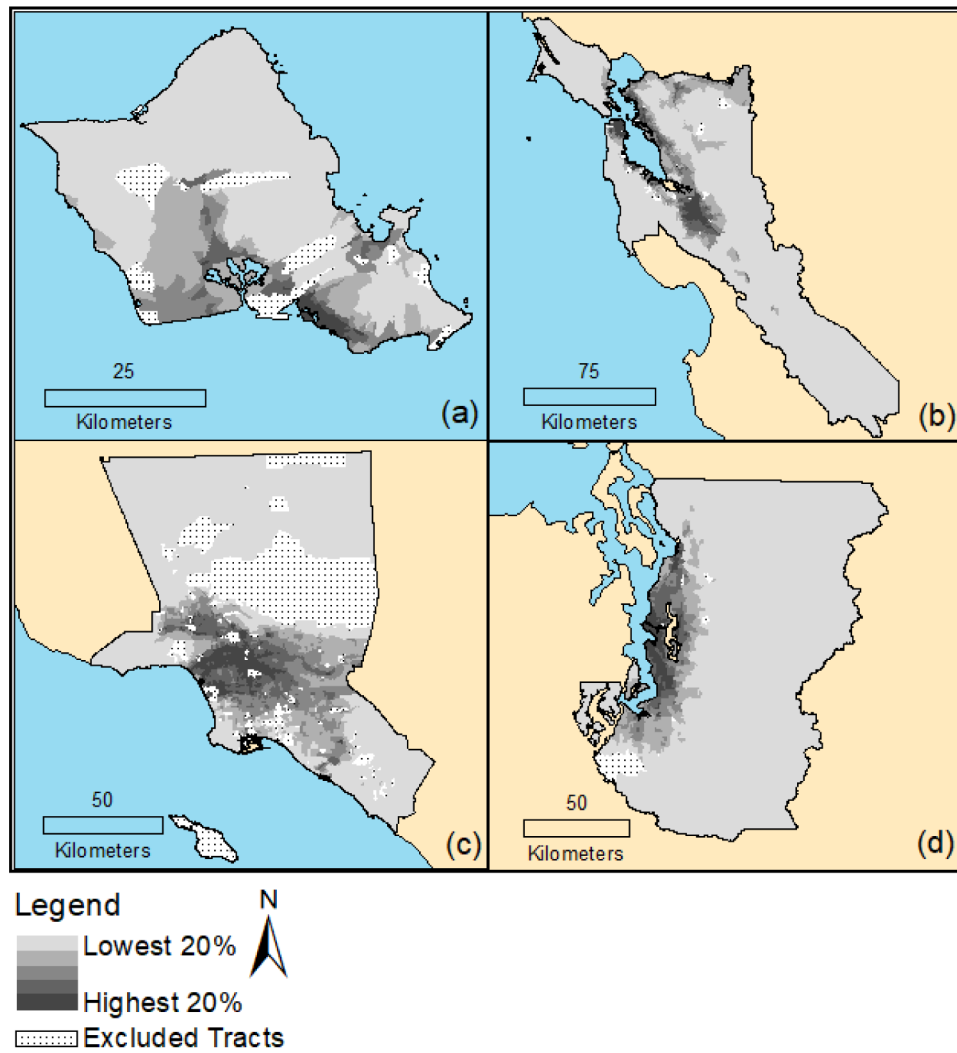 25
Kilometers
(a)
75
Kilometers
(b)
50
Kilometers
(c)
50
Kilometers
(d)
Legend
N
Lowest 20%
Highest 20%
Excluded Tracts